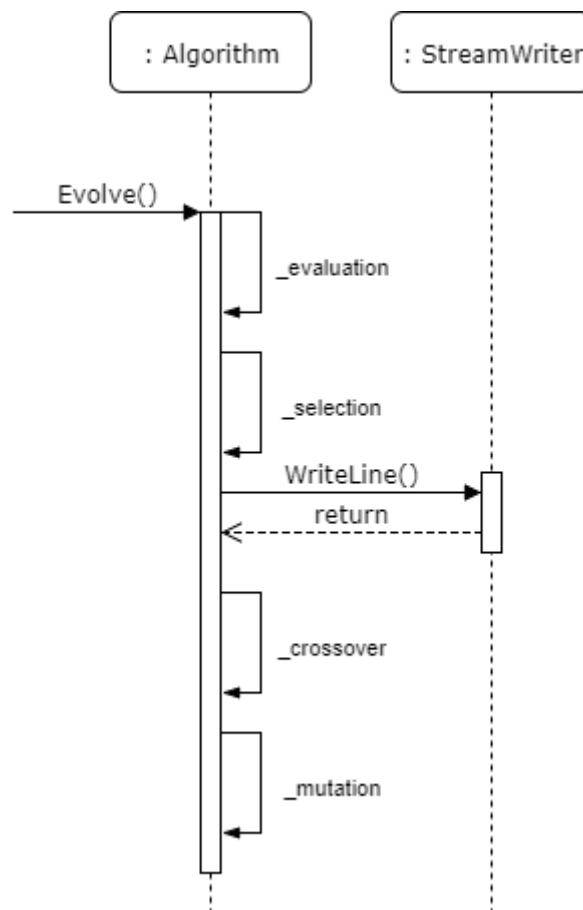 : Algorithm
: StreamWriter
Evolve()
_evaluation
_selection
WriteLine()
return
_crossover
_mutation